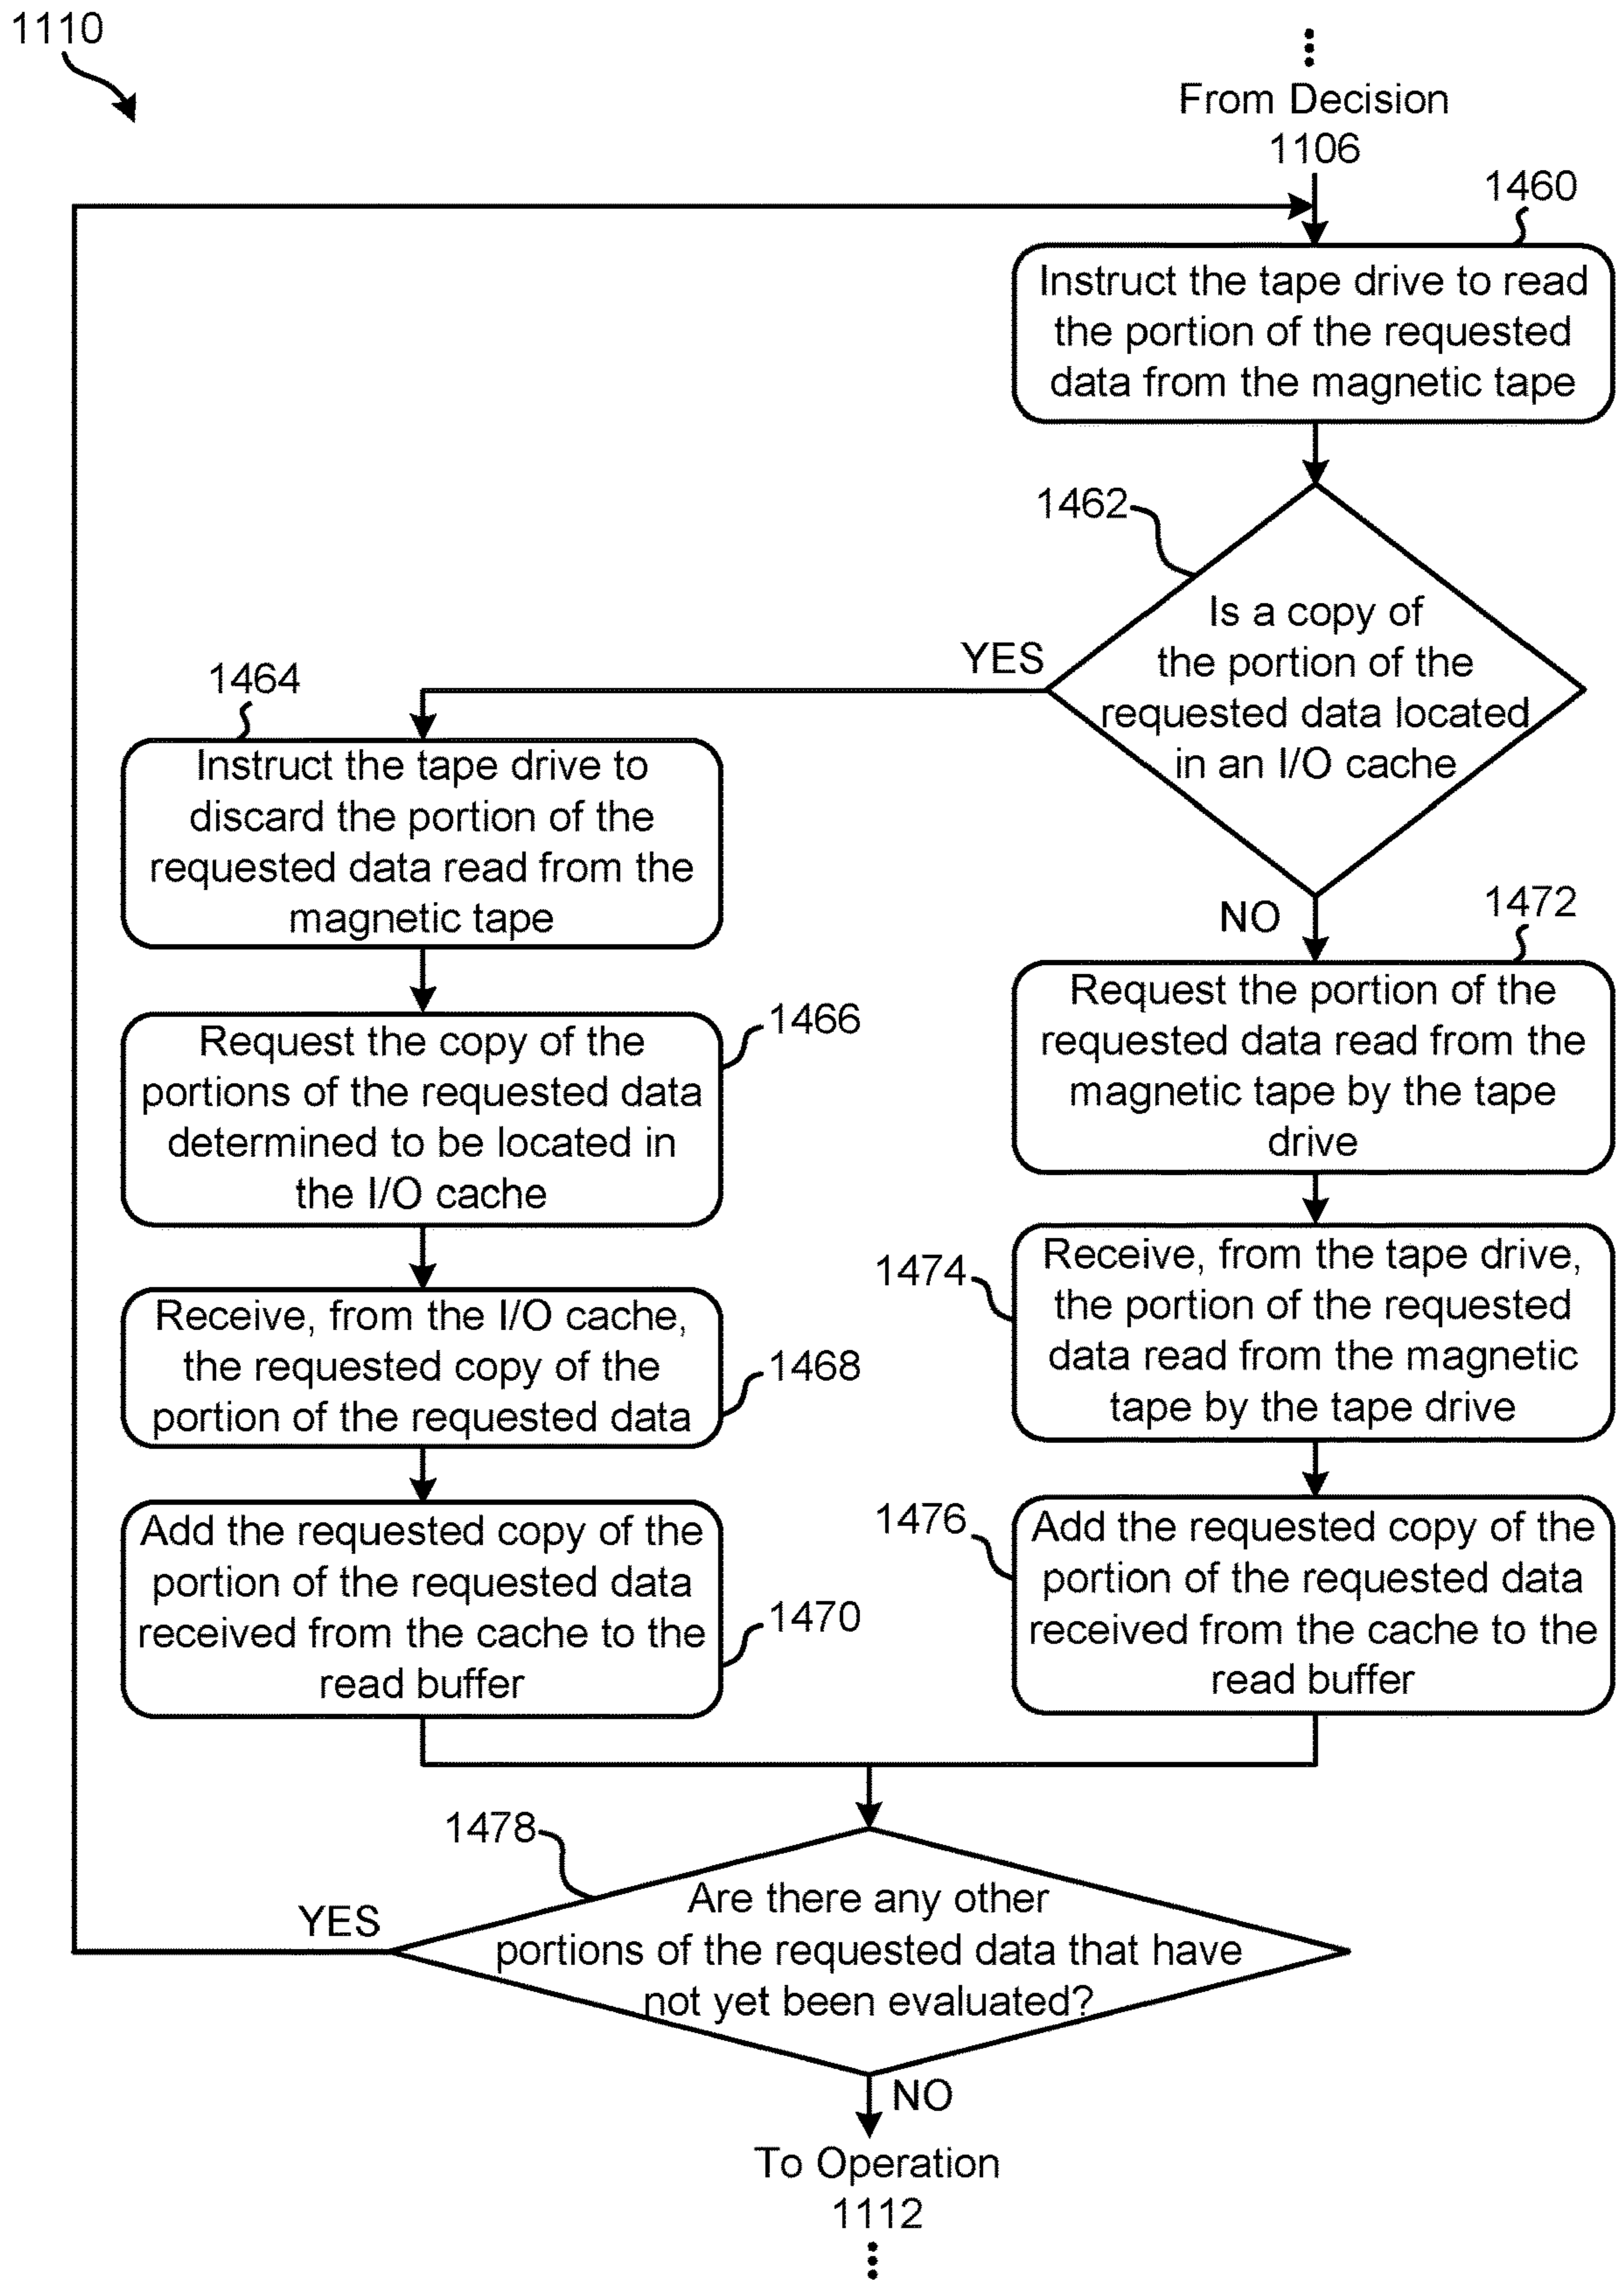 1110
From Decision
1106
1460
Instruct the tape drive to read
the portion of the requested
data from the magnetic tape
1462
Is a copy of
the portion of the
requested data located
in an I/O cache
YES
NO
1464
Instruct the tape drive to
discard the portion of the
requested data read from the
magnetic tape
1466
Request the copy of the
portions of the requested data
determined to be located in
the I/O cache
1468
Receive, from the I/O cache,
the requested copy of the
portion of the requested data
1470
Add the requested copy of the
portion of the requested data
received from the cache to the
read buffer
1472
Request the portion of the
requested data read from the
magnetic tape by the tape
drive
1474
Receive, from the tape drive,
the portion of the requested
data read from the magnetic
tape by the tape drive
1476
Add the requested copy of the
portion of the requested data
received from the cache to the
read buffer
1478
Are there any other
portions of the requested data that have
not yet been evaluated?
YES
NO
To Operation
1112